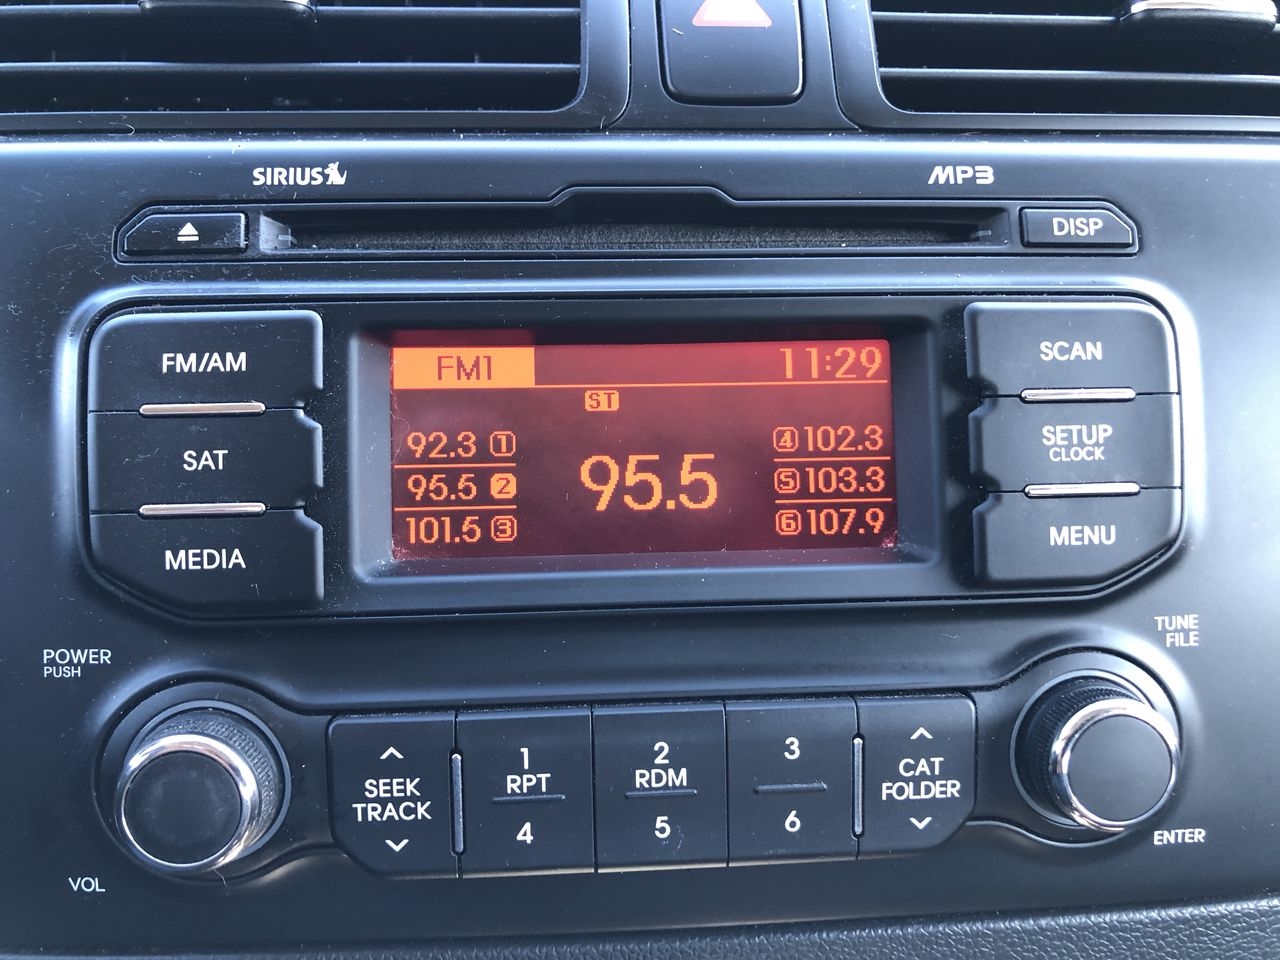 SIRIUS
MP3
DISP
FM/AM
SAT
MEDIA
FM1 11:29
ST
92.3 1
95.5 2
101.5 3
95.5
4 102.3
5 103.3
6 107.9
SCAN
SETUP
CLOCK
MENU
POWER
PUSH
VOL
SEEK
TRACK
1
RPT
4
2
RDM
5
3
6
CAT
FOLDER
TUNE
FILE
ENTER